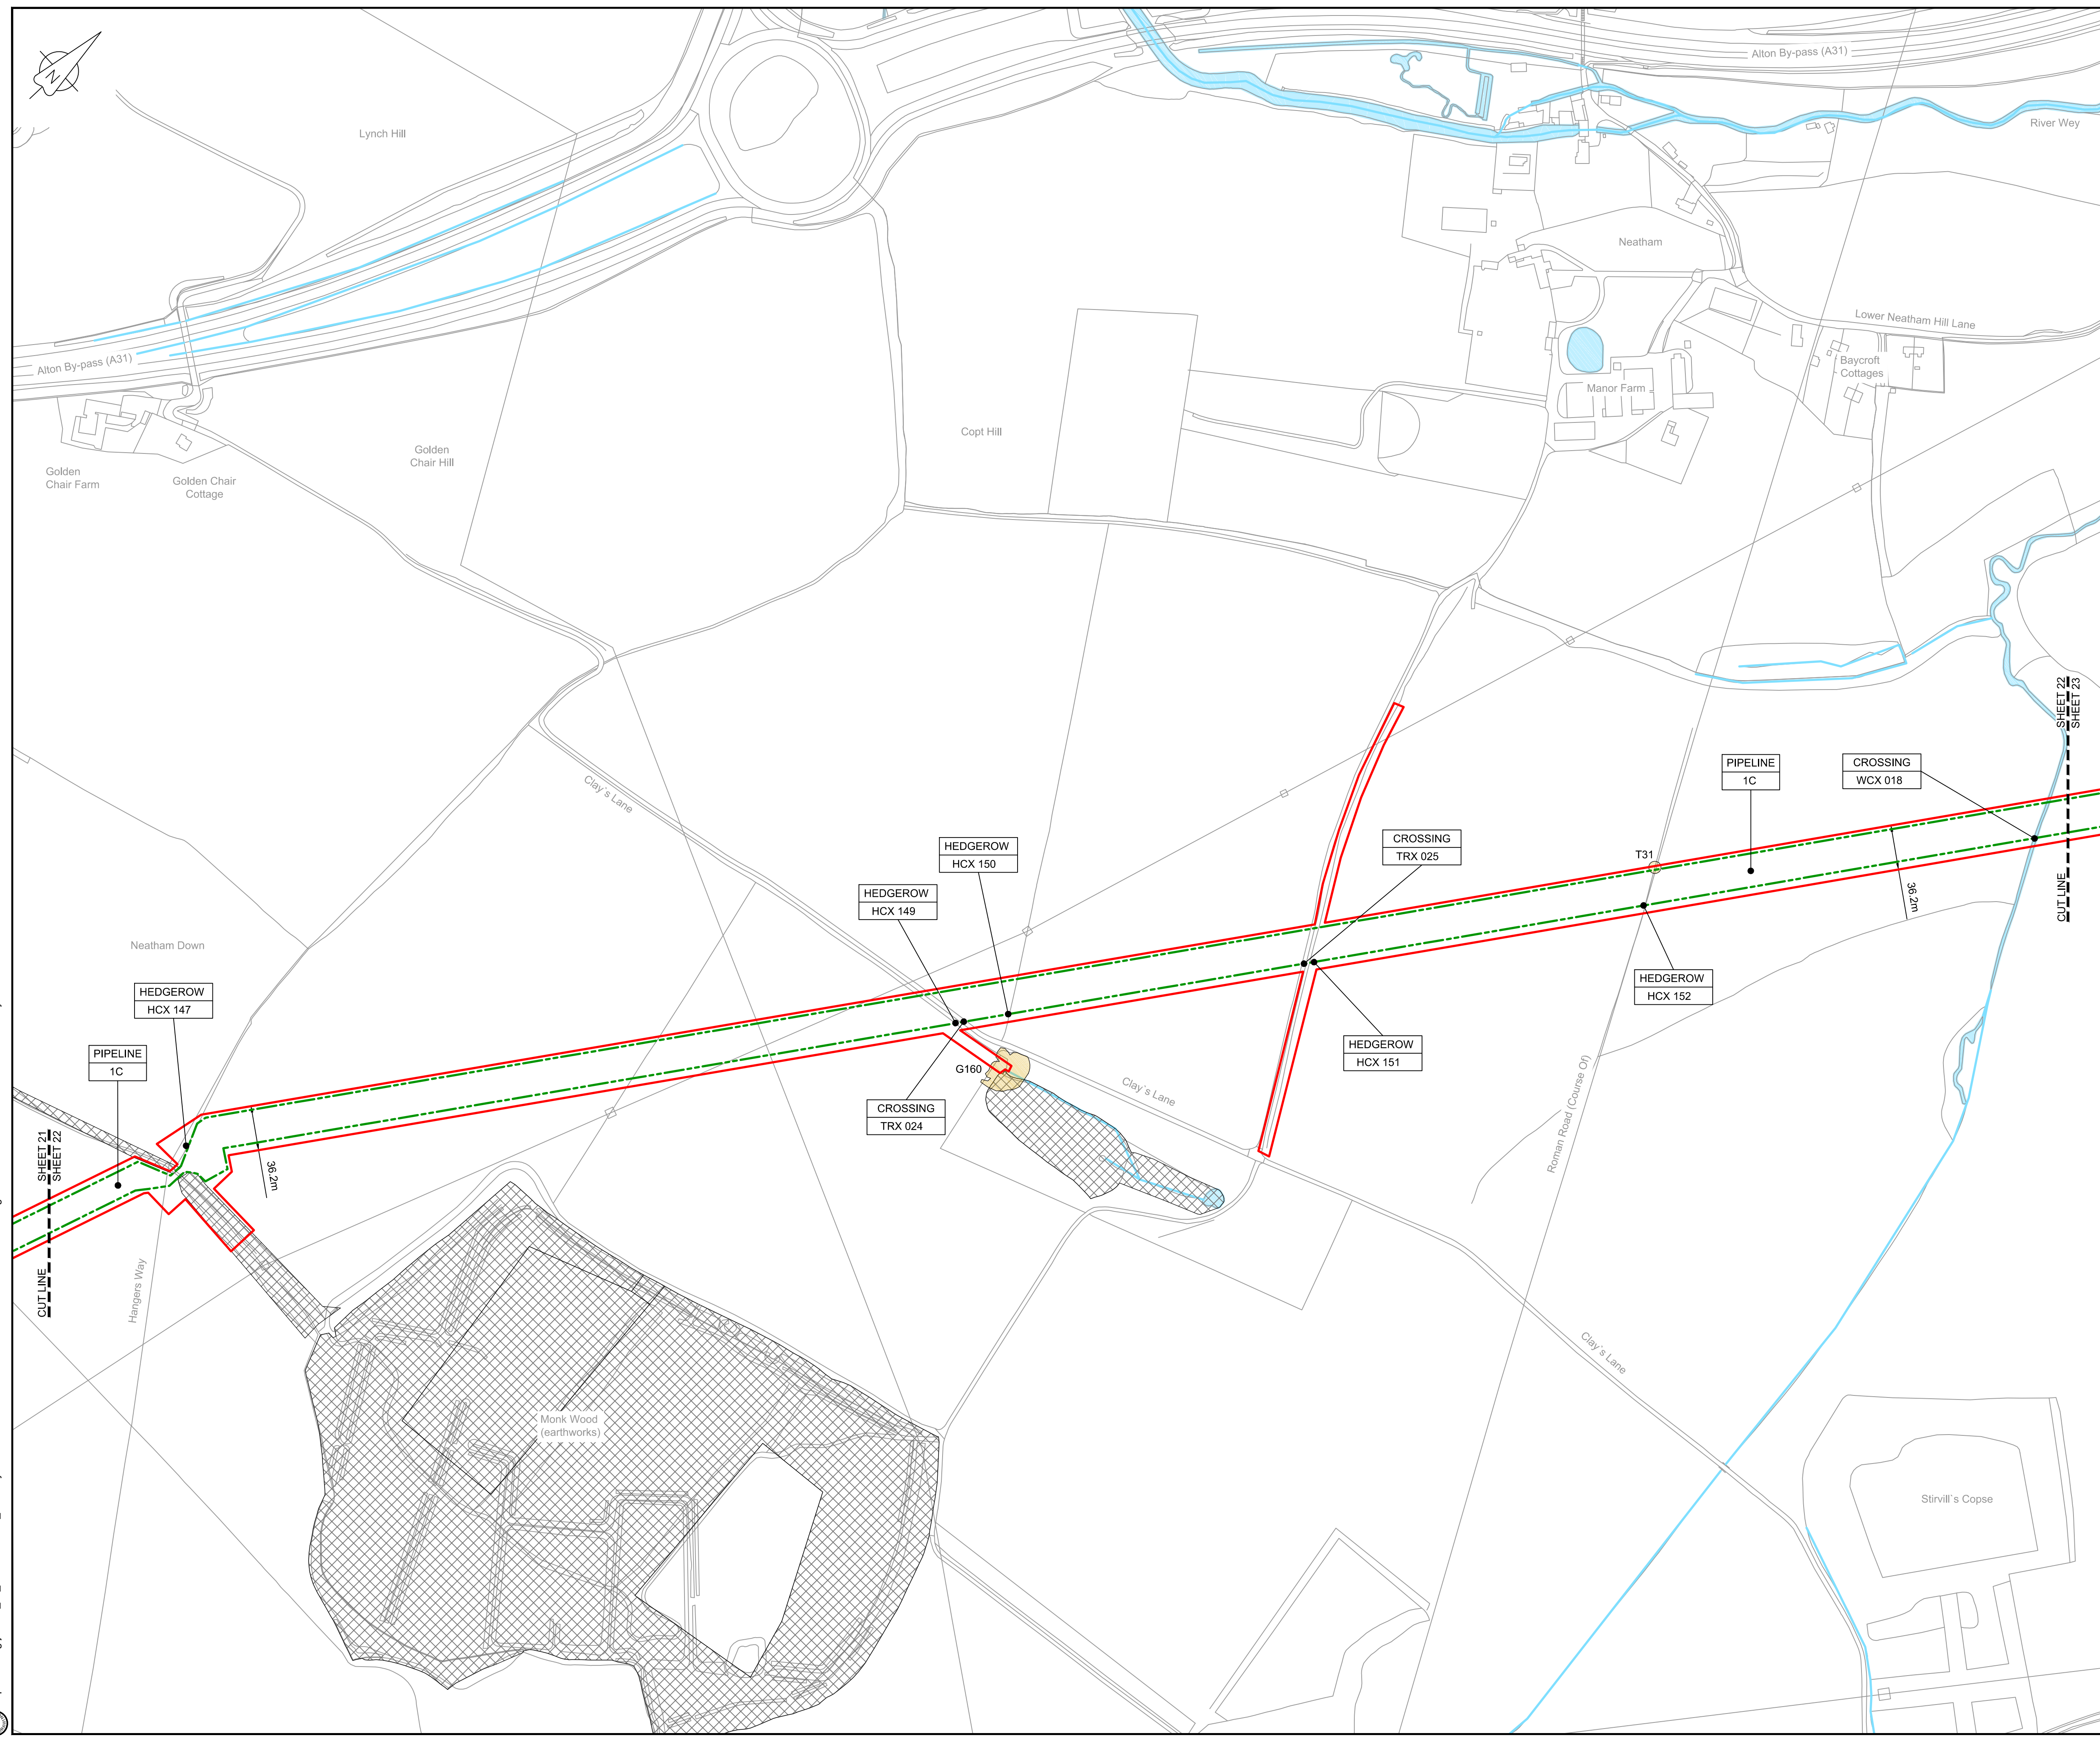 N
Alton By-pass (A31)
River Wey
Lynch Hill
Neatham
Lower Neatham Hill Lane
Alton By-pass (A31)
Baycroft
Cottages
Manor Farm
Copt Hill
Golden
Chair Hill
Golden
Chair Farm
Golden Chair
Cottage
SHEET 22
SHEET 23
PIPELINE
1C
CROSSING
WCX 018
Clay`s Lane
CROSSING
TRX 025
HEDGEROW
HCX 150
T31
HEDGEROW
HCX 149
36.2m
CUT LINE
Neatham Down
HEDGEROW
HCX 147
HEDGEROW
HCX 152
PIPELINE
1C
HEDGEROW
HCX 151
G160
Clay`s Lane
CROSSING
TRX 024
Roman Road (Course Of)
SHEET 21
SHEET 22
36.2m
CUT LINE
Hangers Way
Clay`s Lane
Monk Wood
(earthworks)
Stirvill`s Copse